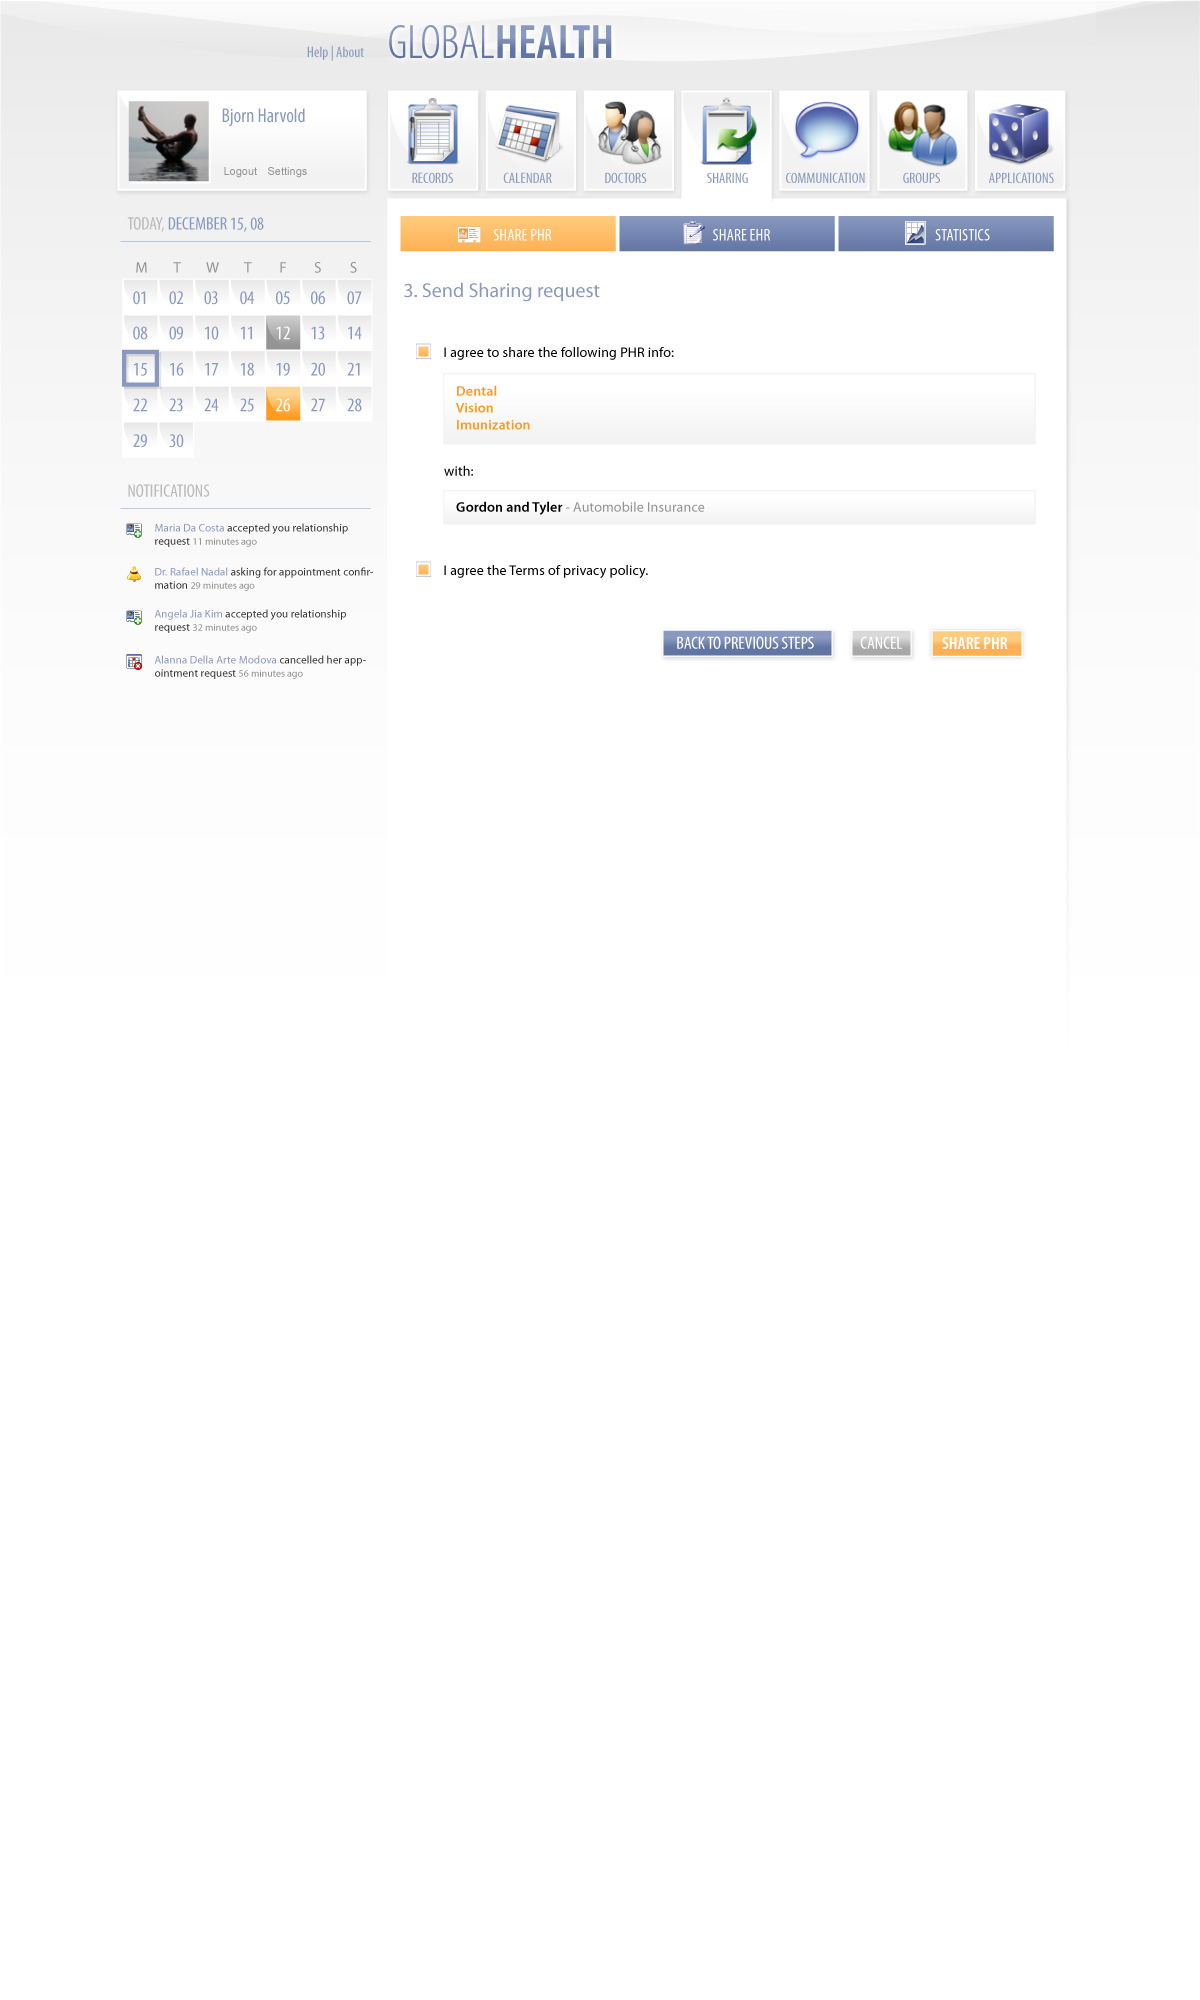 Help | About
GLOBALHEALTH
Bjorn Harvold
Logout Settings
RECORDS
CALENDAR
DOCTORS
SHARING
COMMUNICATION
GROUPS
APPLICATIONS
TODAY, DECEMBER 15, 08
M T W T F S S
01 02 03 04 05 06 07
08 09 10 11 12 13 14
15 16 17 18 19 20 21
22 23 24 25 26 27 28
29 30
NOTIFICATIONS
Maria Da Costa accepted you relationship
request 11 minutes ago
Dr. Rafael Nadal asking for appointment confir-
mation 29 minutes ago
Angela Jia Kim accepted you relationship
request 32 minutes ago
Alanna Della Arte Modova cancelled her app-
ointment request 56 minutes ago
SHARE PHR
SHARE EHR
STATISTICS
3. Send Sharing request
I agree to share the following PHR info:
Dental
Vision
Imunization
with:
Gordon and Tyler - Automobile Insurance
I agree the Terms of privacy policy.
BACK TO PREVIOUS STEPS
CANCEL
SHARE PHR